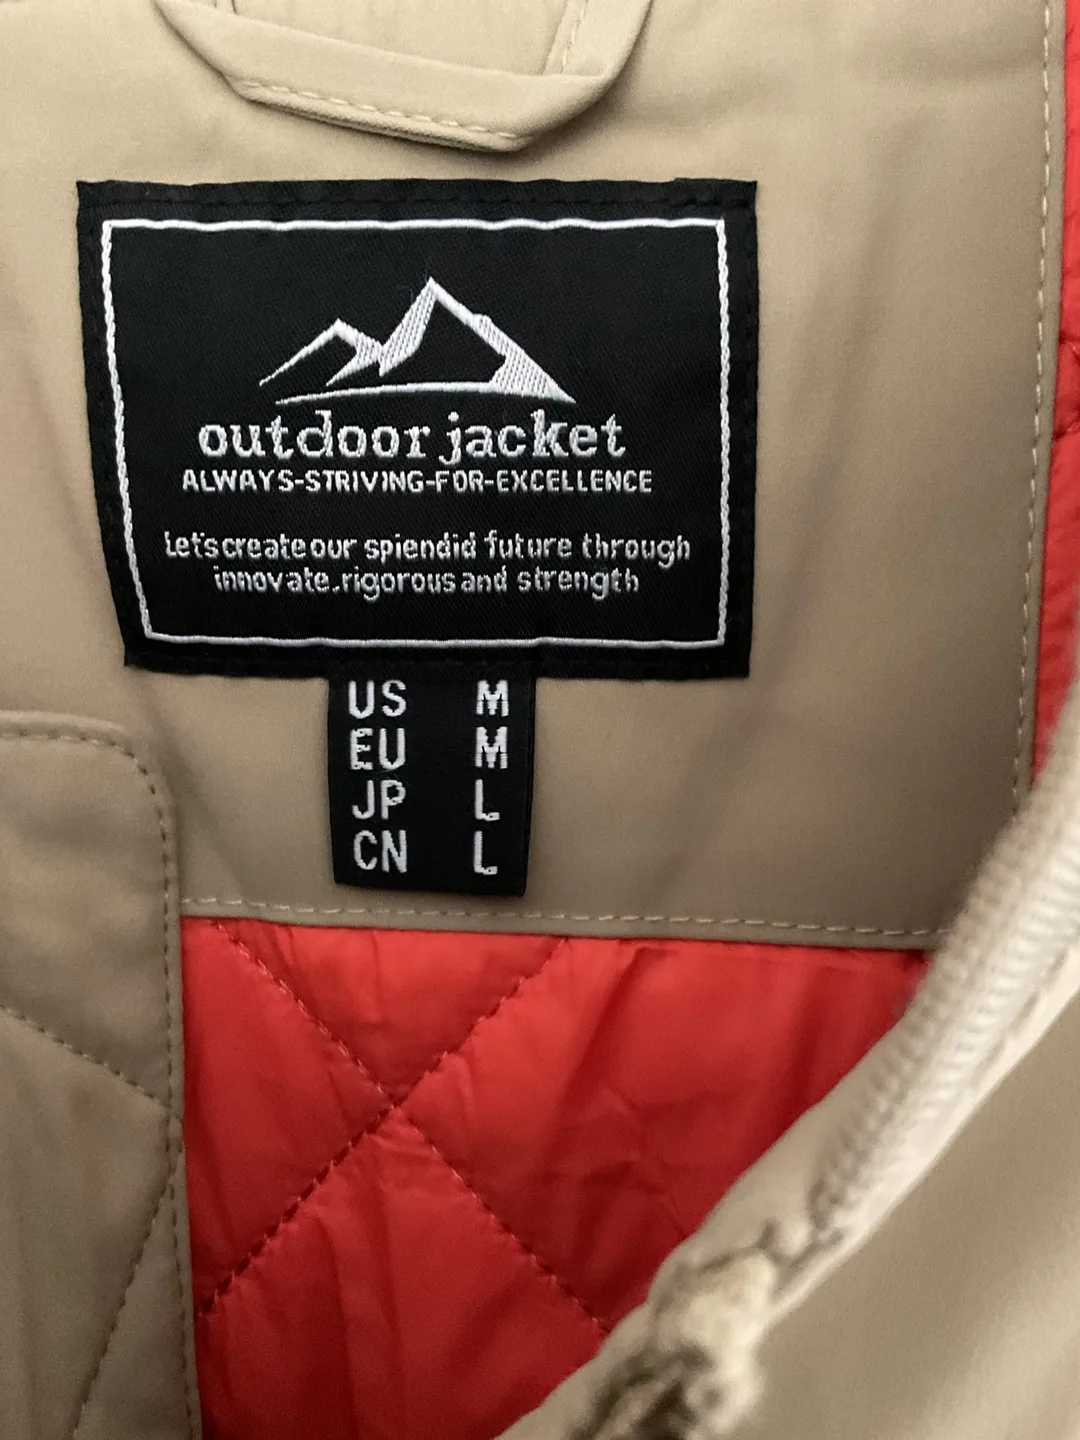 outdoor jacket
ALWAYS-STRIVING-FOR-EXCELLENCE
Let's create our spiendid future through
innovate.rigorous and strength
US M
EU M
JP L
CN L